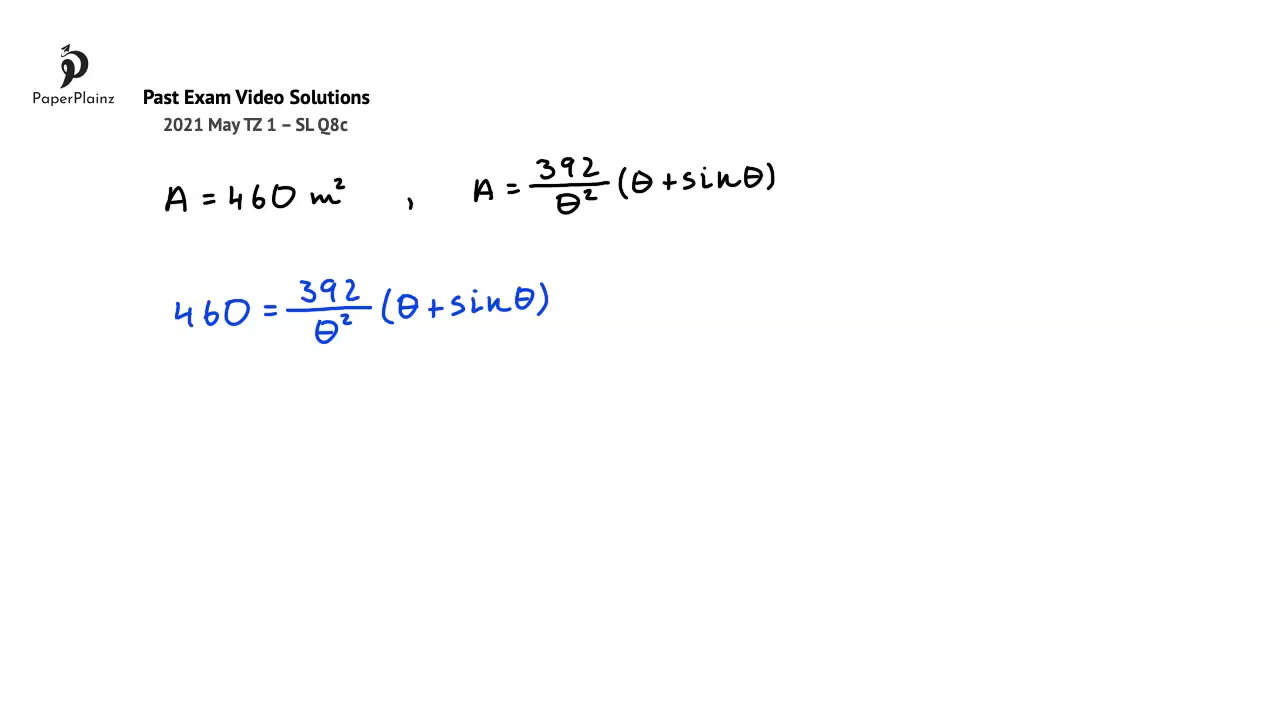 PaperPlainz
Past Exam Video Solutions
2021 May TZ 1 – SL Q8c
A = 460 m² , A = 392/θ² (θ + sinθ)
460 = 392/θ² (θ + sinθ)